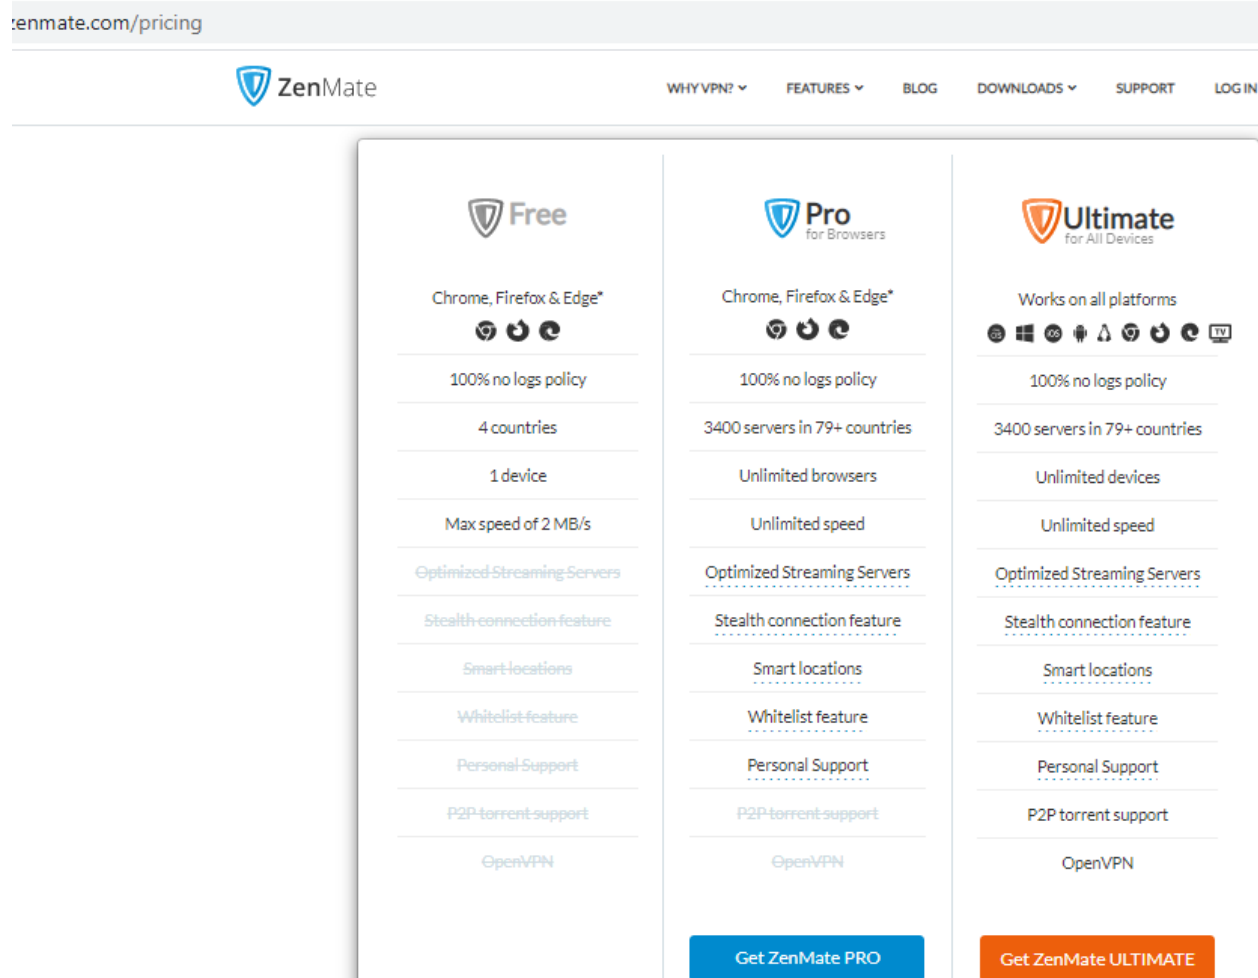 zenmate.com/pricing
ZenMate
WHY VPN?
FEATURES
BLOG
DOWNLOADS
SUPPORT
LOG IN
Free
Chrome, Firefox & Edge*
100% no logs policy
4 countries
1 device
Max speed of 2 MB/s
Optimized Streaming Servers
Stealth connection feature
Smart locations
Whitelist feature
Personal Support
P2P torrent support
OpenVPN
Pro
for Browsers
Chrome, Firefox & Edge*
100% no logs policy
3400 servers in 79+ countries
Unlimited browsers
Unlimited speed
Optimized Streaming Servers
Stealth connection feature
Smart locations
Whitelist feature
Personal Support
P2P torrent support
OpenVPN
Get ZenMate PRO
Ultimate
for All Devices
Works on all platforms
iOS
TV
100% no logs policy
3400 servers in 79+ countries
Unlimited devices
Unlimited speed
Optimized Streaming Servers
Stealth connection feature
Smart locations
Whitelist feature
Personal Support
P2P torrent support
OpenVPN
Get ZenMate ULTIMATE